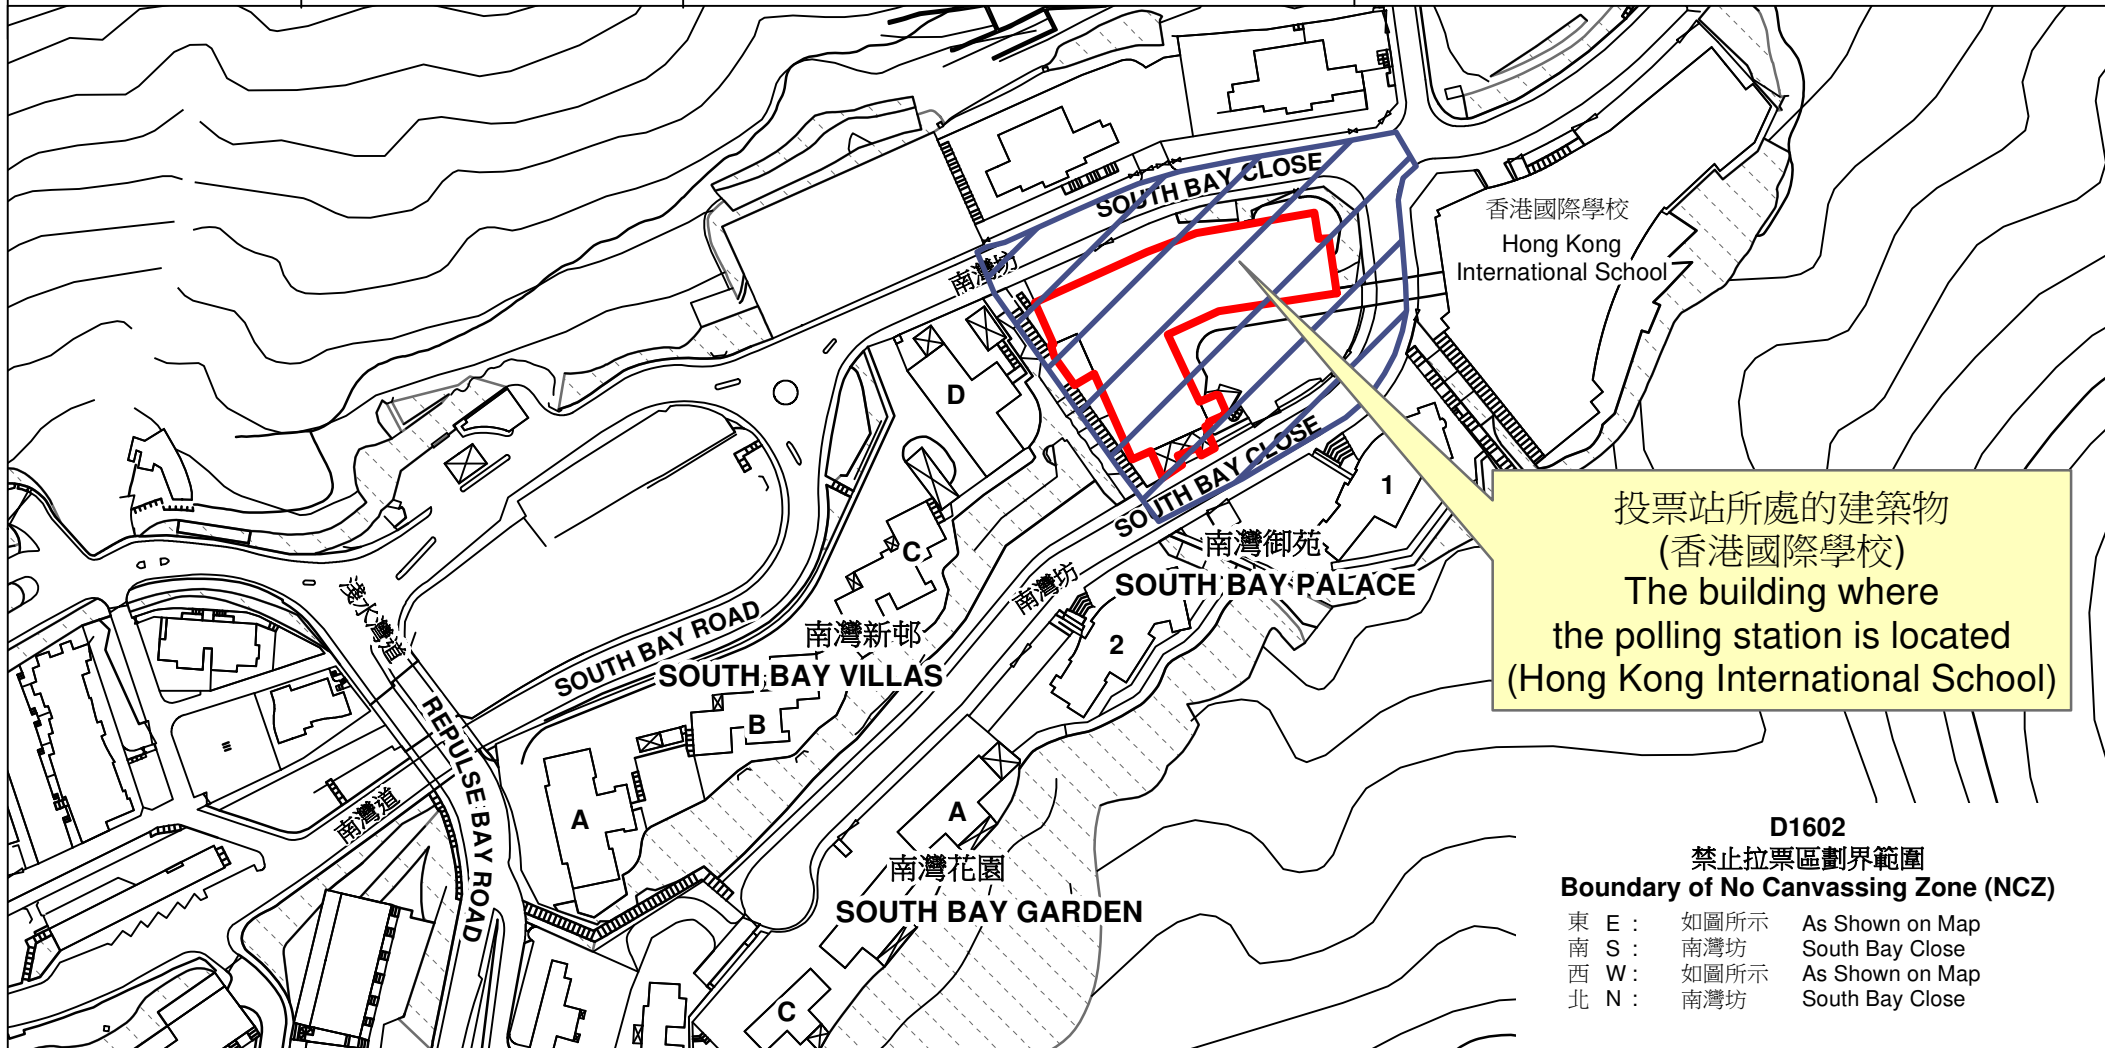 SOUTH BAY CLOSE
香港國際學校
Hong Kong
International School
南灣坊
D
SOUTH BAY CLOSE
1
投票站所處的建築物
(香港國際學校)
The building where
the polling station is located
(Hong Kong International School)
南灣御苑
SOUTH BAY PALACE
C
南灣坊
淺水灣道
2
南灣新邨
SOUTH BAY VILLAS
SOUTH BAY ROAD
B
REPULSE BAY ROAD
A
A
南灣道
南灣花園
SOUTH BAY GARDEN
C
D1602
禁止拉票區劃界範圍
Boundary of No Canvassing Zone (NCZ)
東 E : 如圖所示 As Shown on Map
南 S : 南灣坊 South Bay Close
西 W : 如圖所示 As Shown on Map
北 N : 南灣坊 South Bay Close